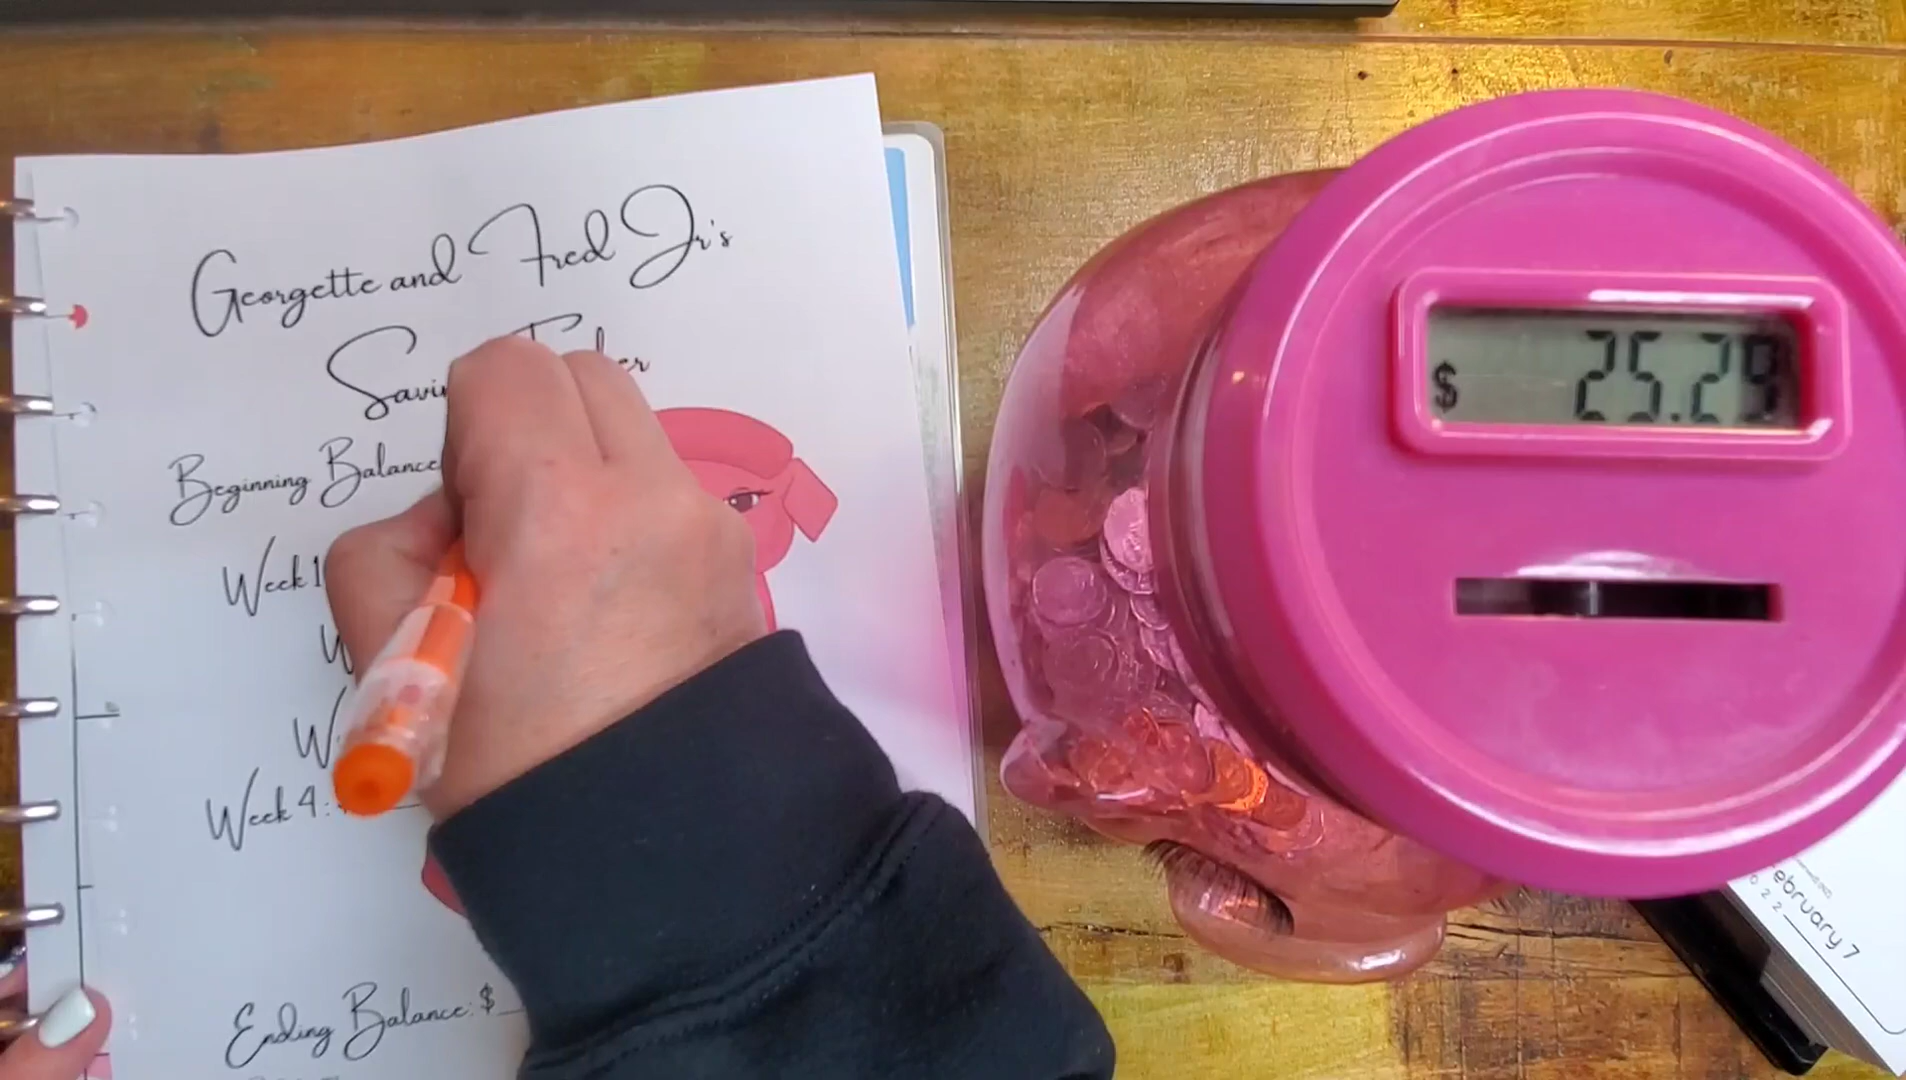 Georgette and Fred Jr's
Beginning Balance
Week 1
Week 4:
Ending Balance: $
$ 25.29
February 7